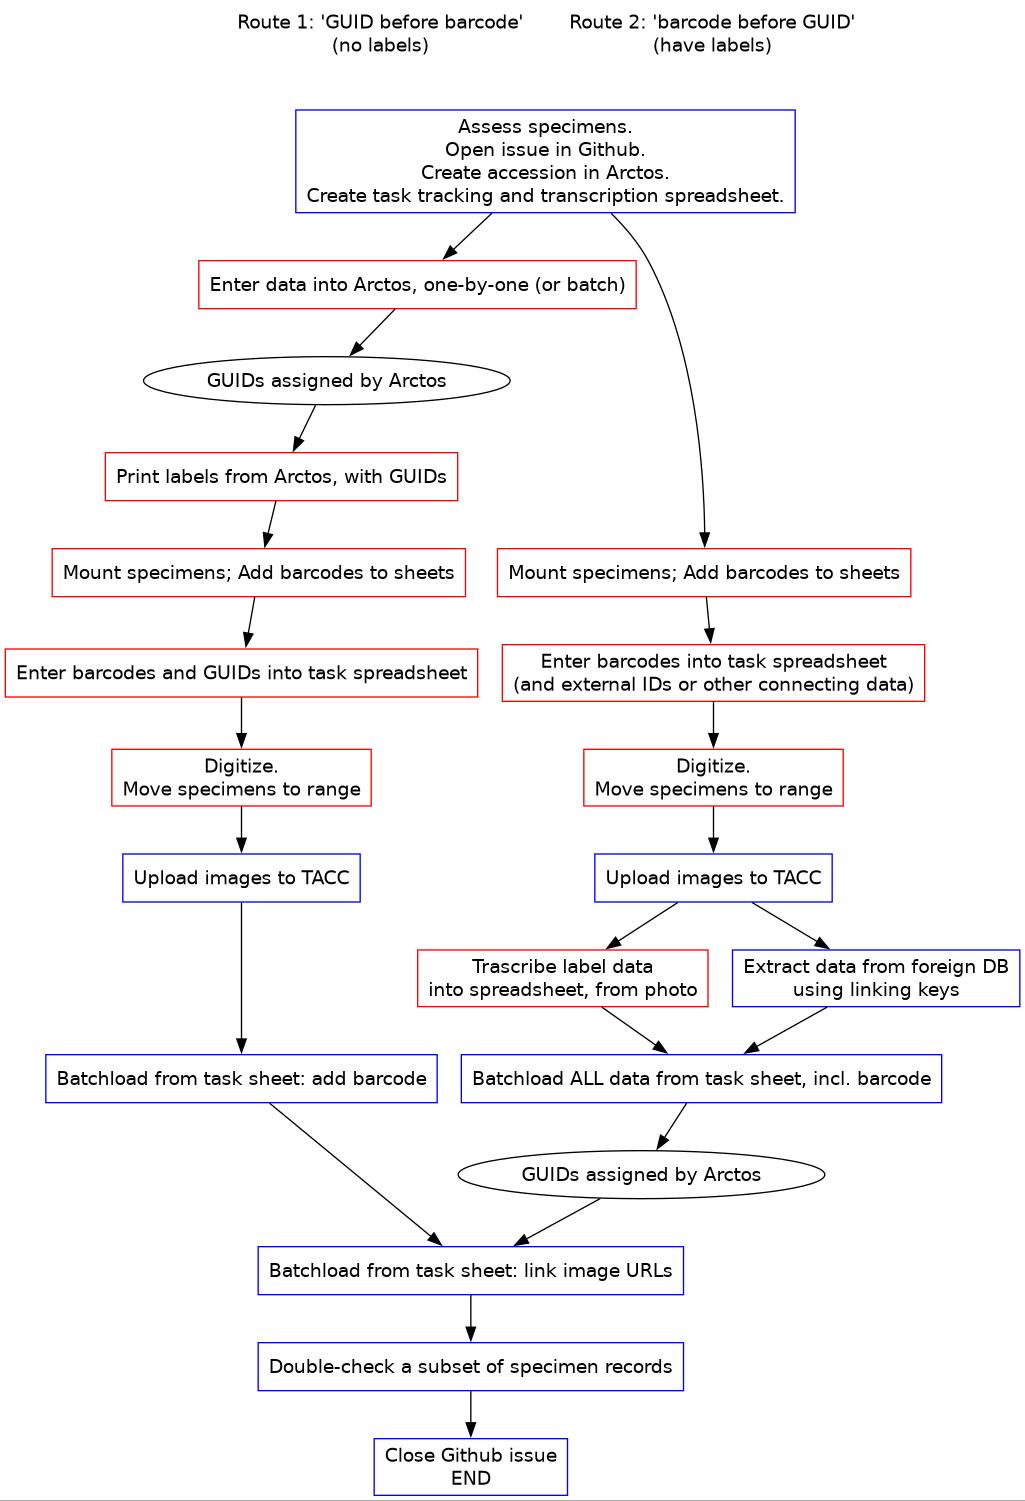 Route 1: 'GUID before barcode'
(no labels)
Route 2: 'barcode before GUID'
(have labels)
Assess specimens.
Open issue in Github.
Create accession in Arctos.
Create task tracking and transcription spreadsheet.
Enter data into Arctos, one-by-one (or batch)
GUIDs assigned by Arctos
Print labels from Arctos, with GUIDs
Mount specimens; Add barcodes to sheets
Mount specimens; Add barcodes to sheets
Enter barcodes and GUIDs into task spreadsheet
Enter barcodes into task spreadsheet
(and external IDs or other connecting data)
Digitize.
Move specimens to range
Digitize.
Move specimens to range
Upload images to TACC
Upload images to TACC
Trascribe label data
into spreadsheet, from photo
Extract data from foreign DB
using linking keys
Batchload from task sheet: add barcode
Batchload ALL data from task sheet, incl. barcode
GUIDs assigned by Arctos
Batchload from task sheet: link image URLs
Double-check a subset of specimen records
Close Github issue
END